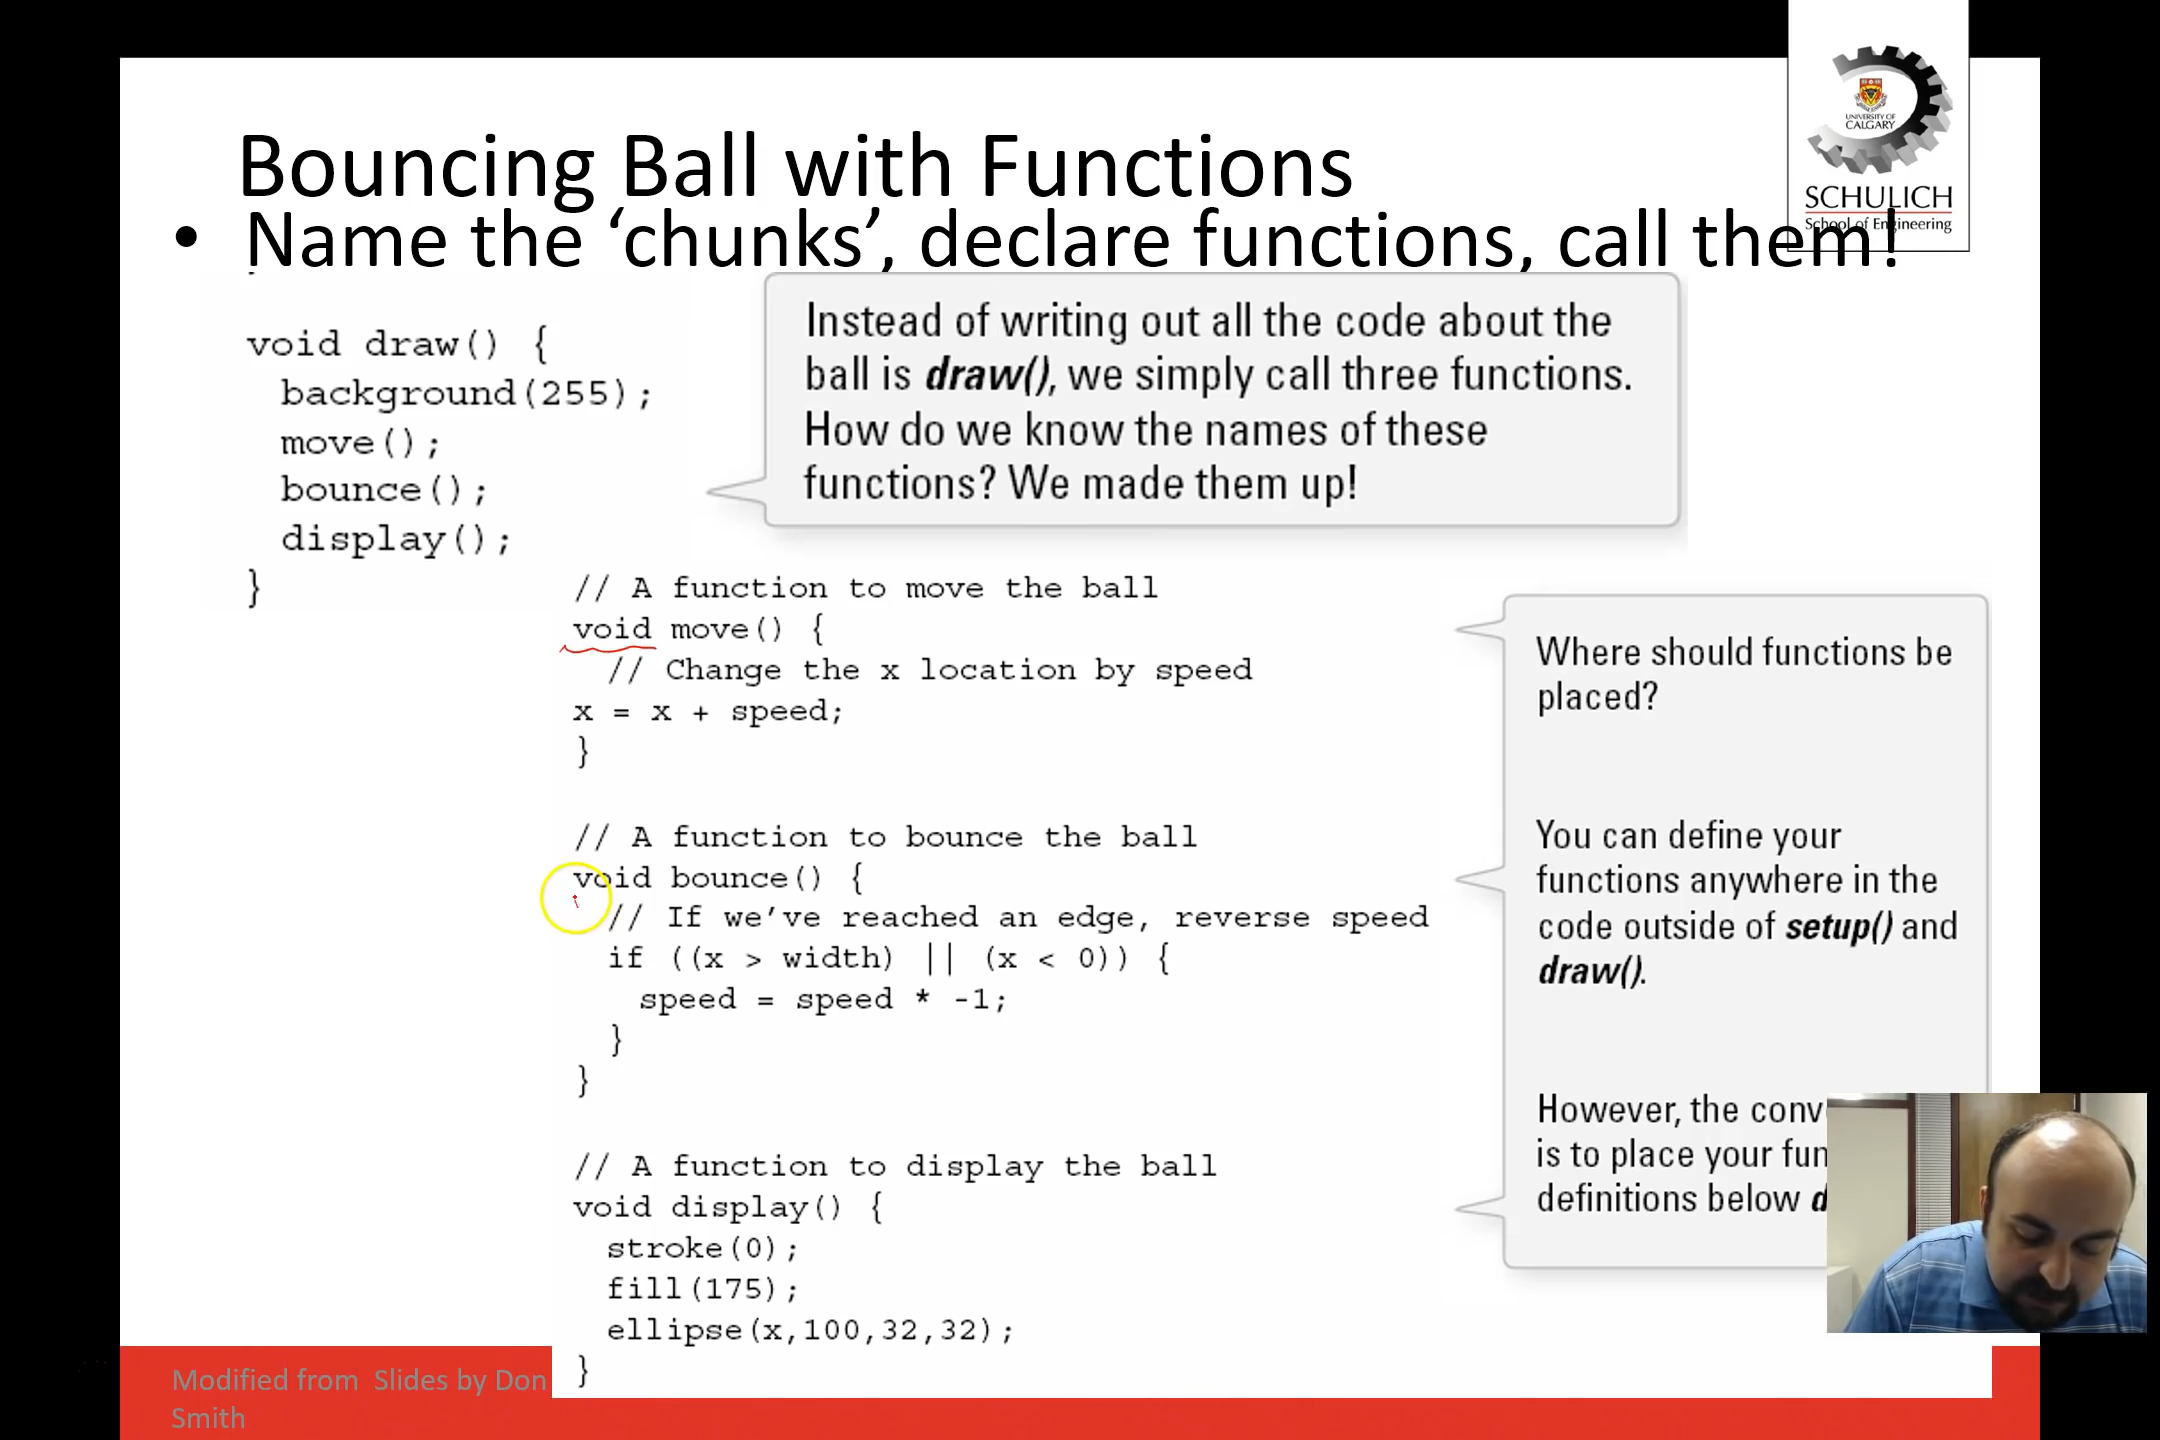 UNIVERSITY OF
CALGARY
SCHULICH
School of Engineering
Bouncing Ball with Functions
• Name the ‘chunks’, declare functions, call them!
void draw() {
background(255);
move();
bounce();
display();
}
Instead of writing out all the code about the
ball is draw(), we simply call three functions.
How do we know the names of these
functions? We made them up!
// A function to move the ball
void move() {
// Change the x location by speed
x = x + speed;
}
// A function to bounce the ball
void bounce() {
// If we’ve reached an edge, reverse speed
if ((x > width) || (x < 0)) {
speed = speed * -1;
}
}
// A function to display the ball
void display() {
stroke(0);
fill(175);
ellipse(x,100,32,32);
}
Where should functions be
placed?
You can define your
functions anywhere in the
code outside of setup() and
draw().
However, the conv
is to place your fun
definitions below d
Modified from Slides by Don
Smith